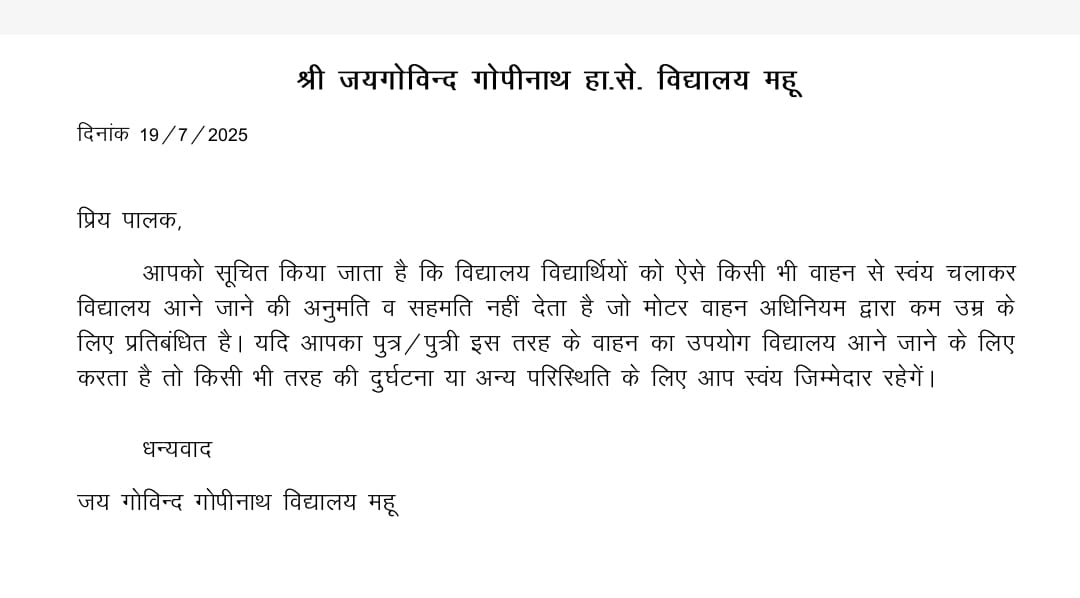 श्री जयगोविन्द गोपीनाथ हा.से. विद्यालय महू
दिनांक 19/7/2025
प्रिय पालक,
आपको सूचित किया जाता है कि विद्यालय विद्यार्थियों को ऐसे किसी भी वाहन से स्वंय चलाकर
विद्यालय आने जाने की अनुमति व सहमति नहीं देता है जो मोटर वाहन अधिनियम द्वारा कम उम्र के
लिए प्रतिबंधित है। यदि आपका पुत्र/पुत्री इस तरह के वाहन का उपयोग विद्यालय आने जाने के लिए
करता है तो किसी भी तरह की दुर्घटना या अन्य परिस्थिति के लिए आप स्वंय जिम्मेदार रहेगें।
धन्यवाद
जय गोविन्द गोपीनाथ विद्यालय महू